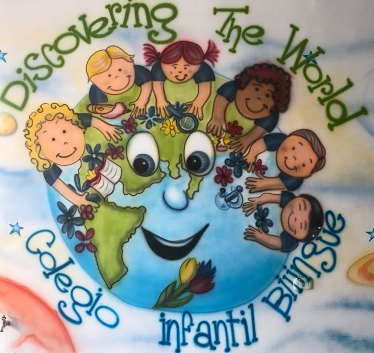 Discovering The World
Colegio infantil Bilingüe